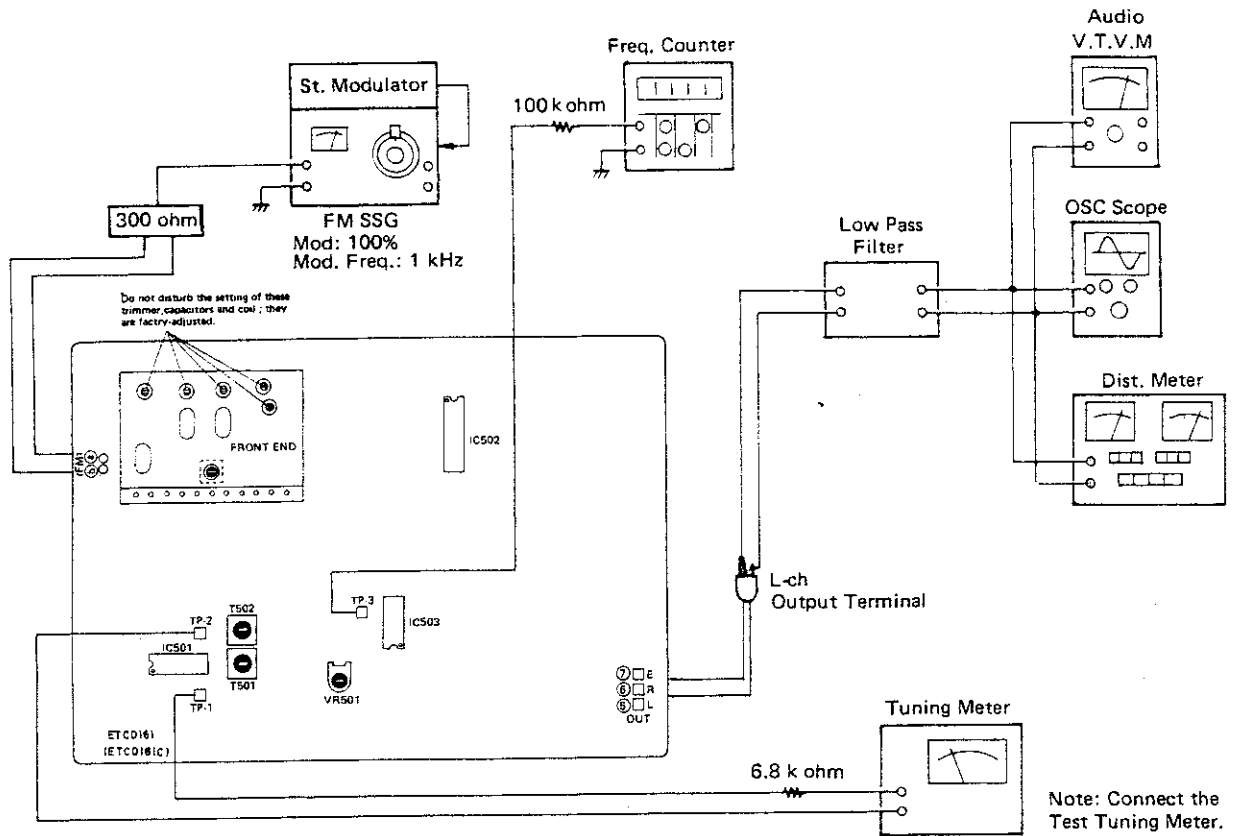 Audio
V.T.V.M
Freq. Counter
St. Modulator
100 k ohm
300 ohm
FM SSG
Mod: 100%
Mod. Freq.: 1 kHz
Low Pass
Filter
OSC Scope
Do not disturb the setting of these
trimmer, capacitors and coil ; they
are factry-adjusted.
Dist. Meter
IC502
FRONT END
FM
L-ch
Output Terminal
TP-3
IC503
T502
TP-2
IC501
T501
TP-1
VR501
⑦ E
⑥ R
⑤ L
OUT
Tuning Meter
6.8 k ohm
Note: Connect the
Test Tuning Meter.